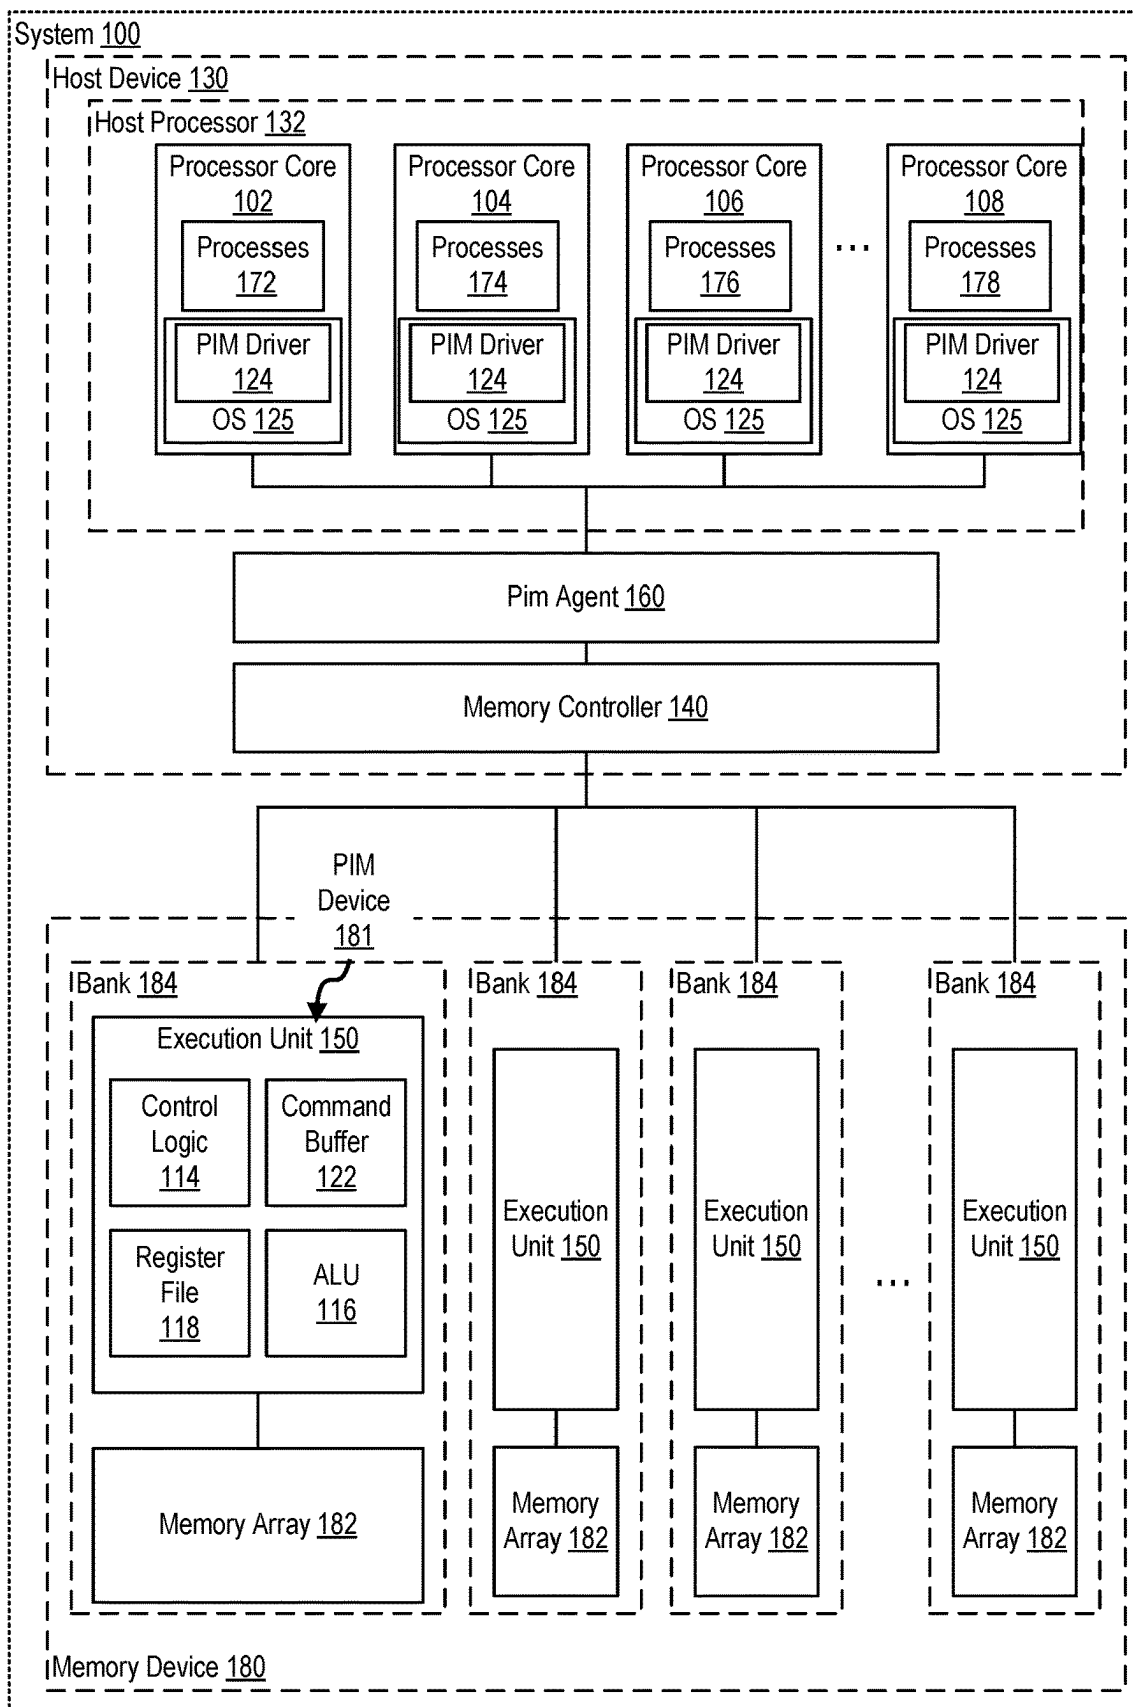 System 100
Host Device 130
Host Processor 132
Processor Core
102
Processes
172
PIM Driver
124
OS 125
Processor Core
104
Processes
174
PIM Driver
124
OS 125
Processor Core
106
Processes
176
PIM Driver
124
OS 125
...
Processor Core
108
Processes
178
PIM Driver
124
OS 125
Pim Agent 160
Memory Controller 140
PIM
Device
181
Bank 184
Execution Unit 150
Control
Logic
114
Command
Buffer
122
Register
File
118
ALU
116
Memory Array 182
Bank 184
Execution
Unit 150
Memory
Array 182
Bank 184
Execution
Unit 150
Memory
Array 182
...
Bank 184
Execution
Unit 150
Memory
Array 182
Memory Device 180